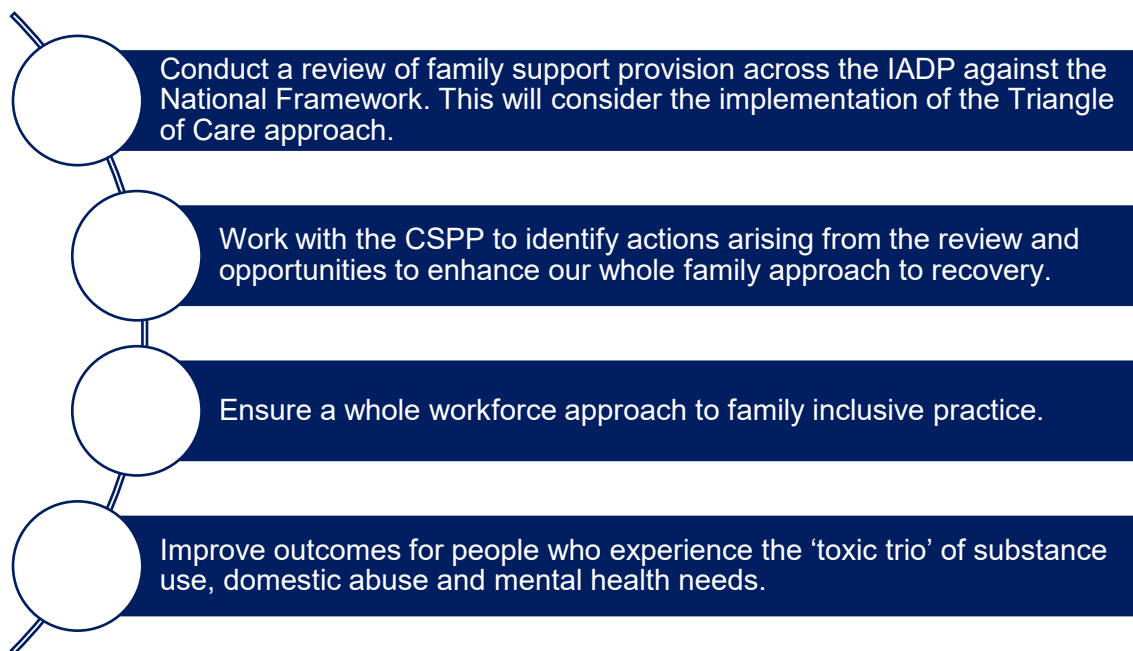 Conduct a review of family support provision across the IADP against the
National Framework. This will consider the implementation of the Triangle
of Care approach.
Work with the CSPP to identify actions arising from the review and
opportunities to enhance our whole family approach to recovery.
Ensure a whole workforce approach to family inclusive practice.
Improve outcomes for people who experience the ‘toxic trio’ of substance
use, domestic abuse and mental health needs.